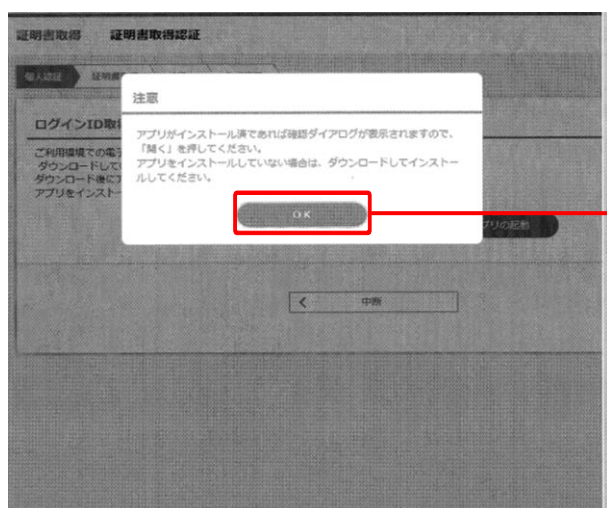 証明書取得 証明書取得認証
個人認証
注意
アプリがインストール済であれば確認ダイアログが表示されますので、
「開く」を押してください。
アプリをインストールしていない場合は、ダウンロードしてインストー
ルしてください。
OK
ログインID取
ご利用環境での電子
ダウンロードして
ダウンロード後に
アプリをインストー
プリの起動
中断